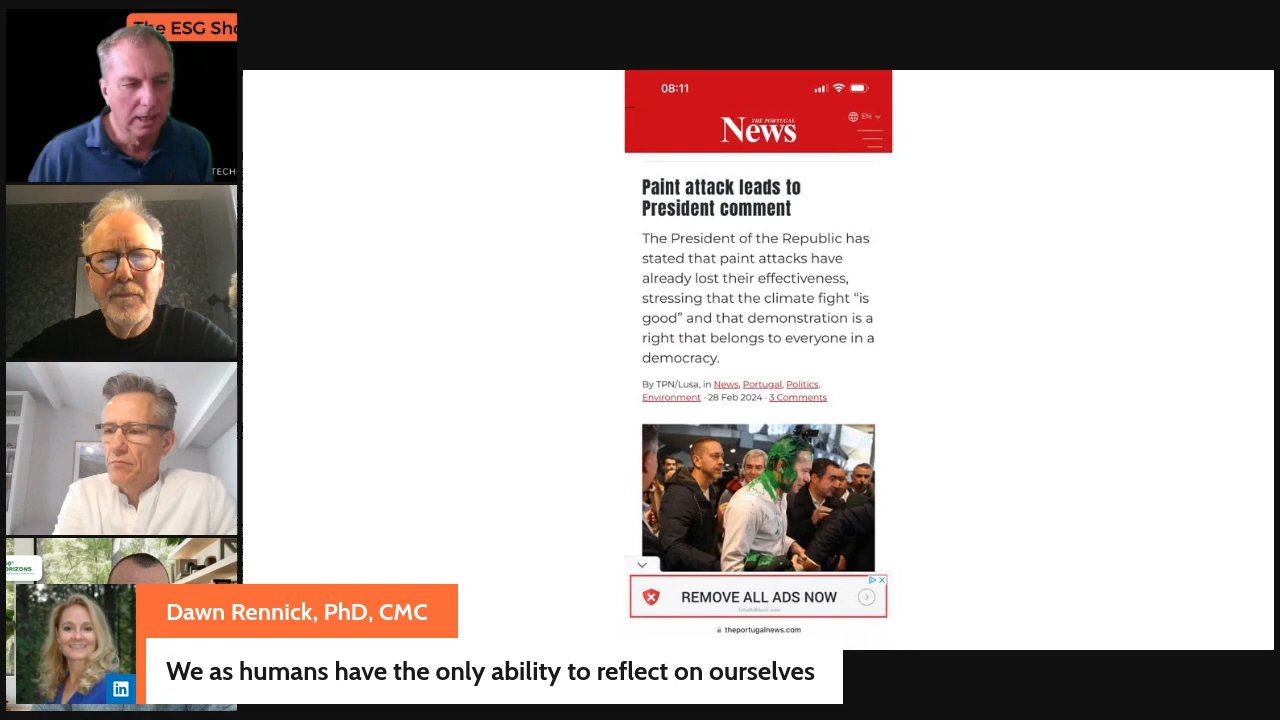 The ESG Sho
TECH
08:11
THE PORTUGAL
News
EN
Paint attack leads to
President comment
The President of the Republic has
stated that paint attacks have
already lost their effectiveness,
stressing that the climate fight “is
good” and that demonstration is a
right that belongs to everyone in a
democracy.
By TPN/Lusa, in News, Portugal, Politics,
Environment · 28 Feb 2024 · 3 Comments
REMOVE ALL ADS NOW
theportugalnews.com
ORIZONS
Dawn Rennick, PhD, CMC
in
We as humans have the only ability to reflect on ourselves